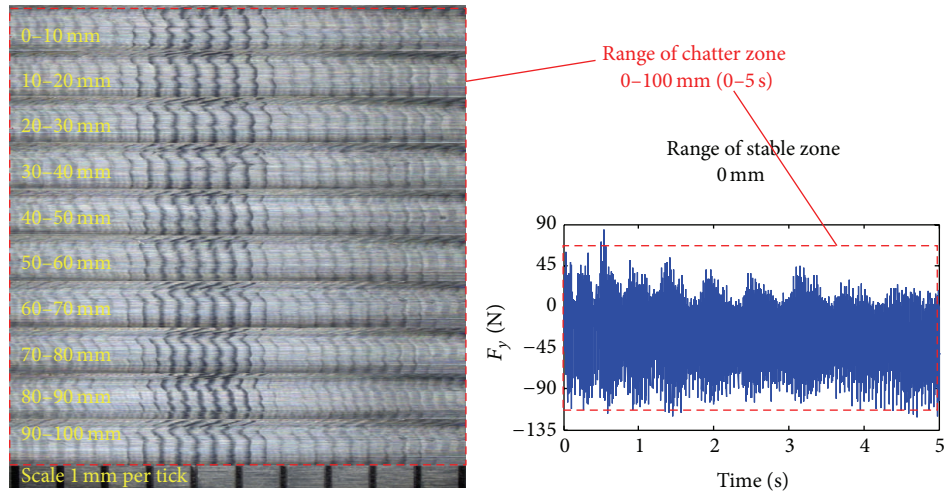 0–10 mm
10–20 mm
20–30 mm
30–40 mm
40–50 mm
50–60 mm
60–70 mm
70–80 mm
80–90 mm
90–100 mm
Scale 1 mm per tick
Range of chatter zone
0–100 mm (0–5 s)
Range of stable zone
0 mm
90
45
0
−45
−90
−135
F_y (N)
0
1
2
3
4
5
Time (s)